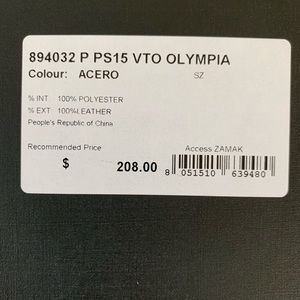 894032 P PS15 VTO OLYMPIA
Colour: ACERO SZ
% INT 100% POLYESTER
% EXT 100%LEATHER
People's Republic of China
Recommended Price Access ZAMAK
$ 208.00
8 051510 639480